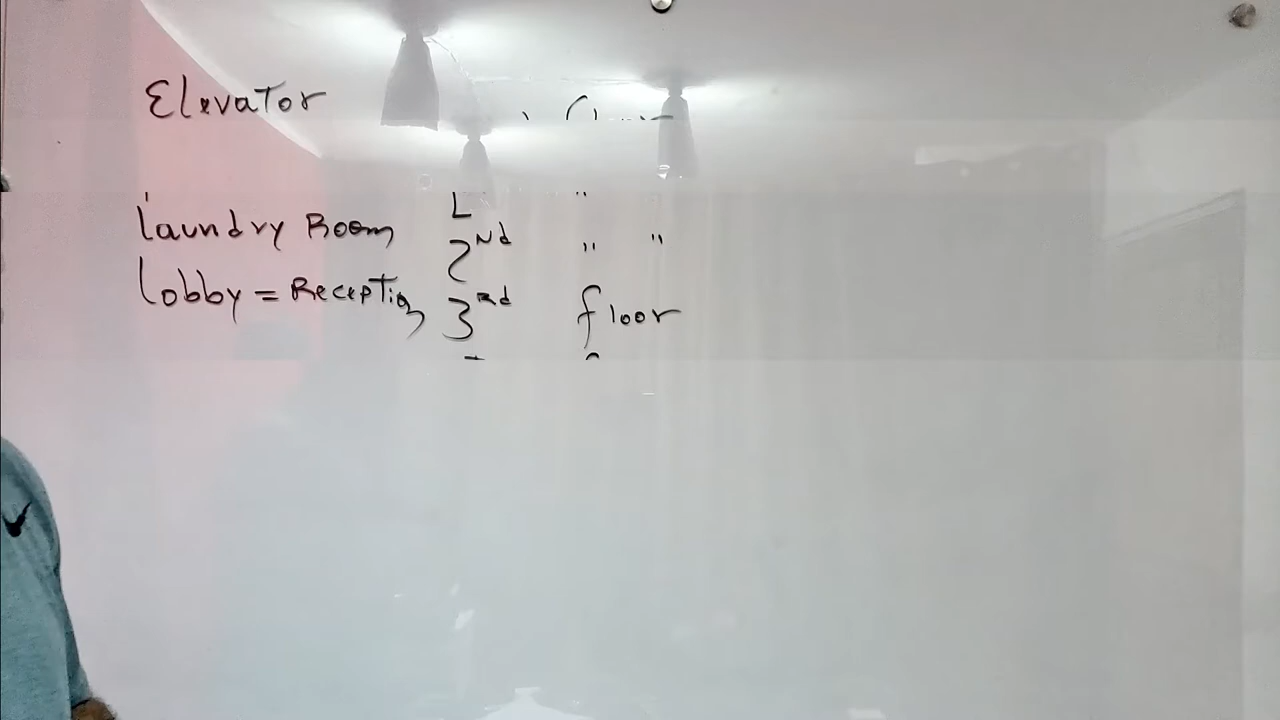 Elevator
Laundry Room 2nd " "
Lobby = Reception 3rd floor